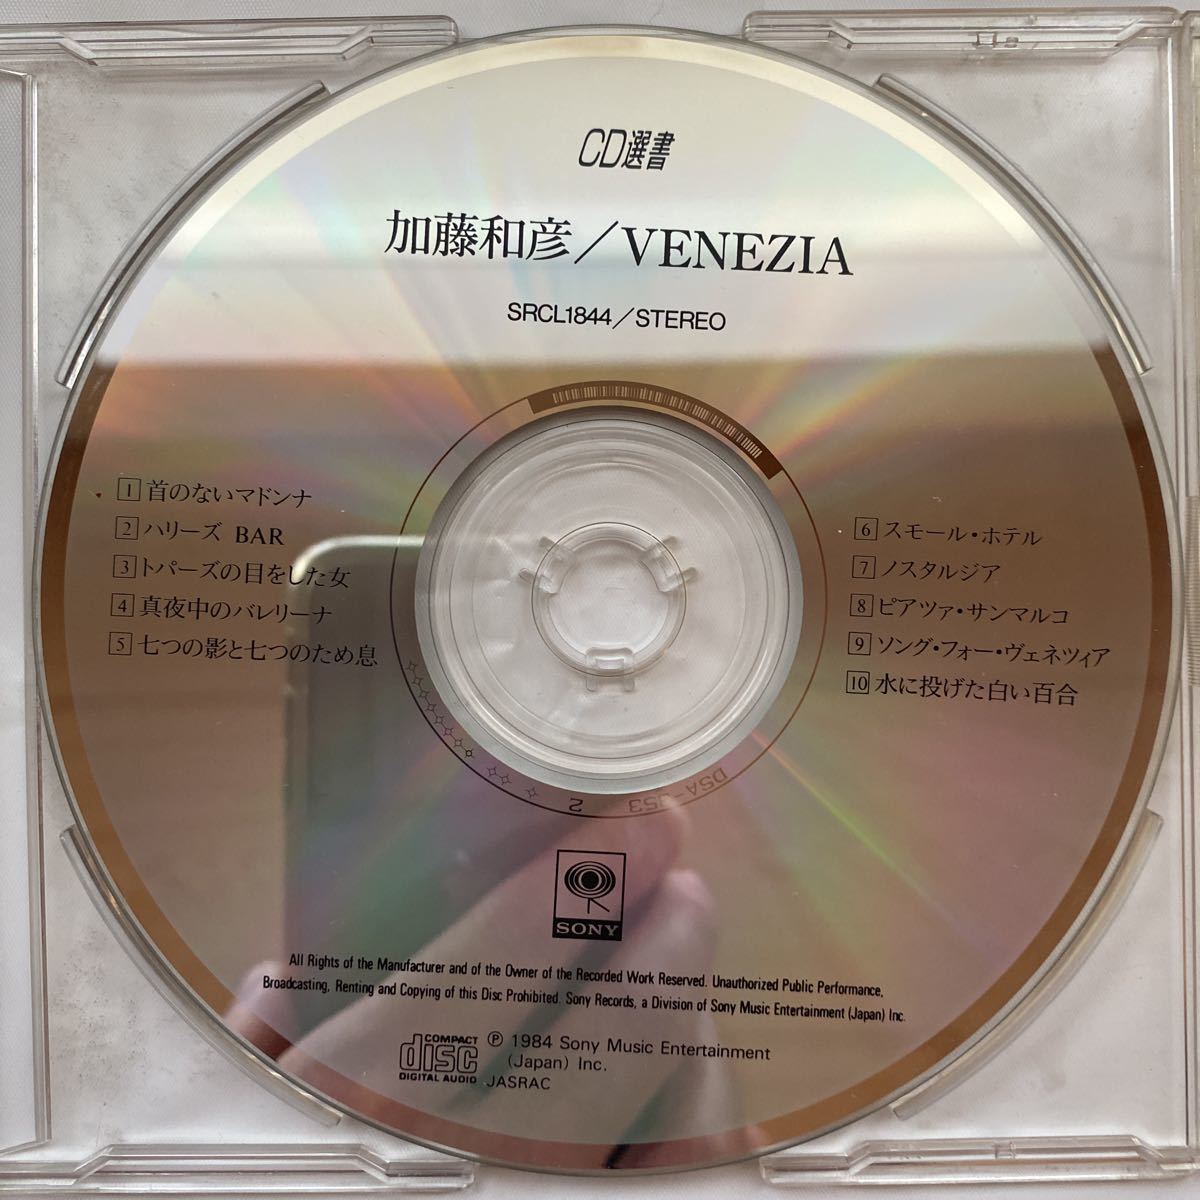 CD選書
加藤和彦／VENEZIA
SRCL1844／STEREO
1 首のないマドンナ
2 ハリーズ BAR
3 トパーズの目をした女
4 真夜中のバレリーナ
5 七つの影と七つのため息
6 スモール・ホテル
7 ノスタルジア
8 ピアツァ・サンマルコ
9 ソング・フォー・ヴェネツィア
10 水に投げた白い百合
2
SONY
All Rights of the Manufacturer and of the Owner of the Recorded Work Reserved. Unauthorized Public Performance,
Broadcasting, Renting and Copying of this Disc Prohibited. Sony Records, a Division of Sony Music Entertainment (Japan) Inc.
COMPACT
disc
DIGITAL AUDIO
℗ 1984 Sony Music Entertainment
(Japan) Inc.
JASRAC